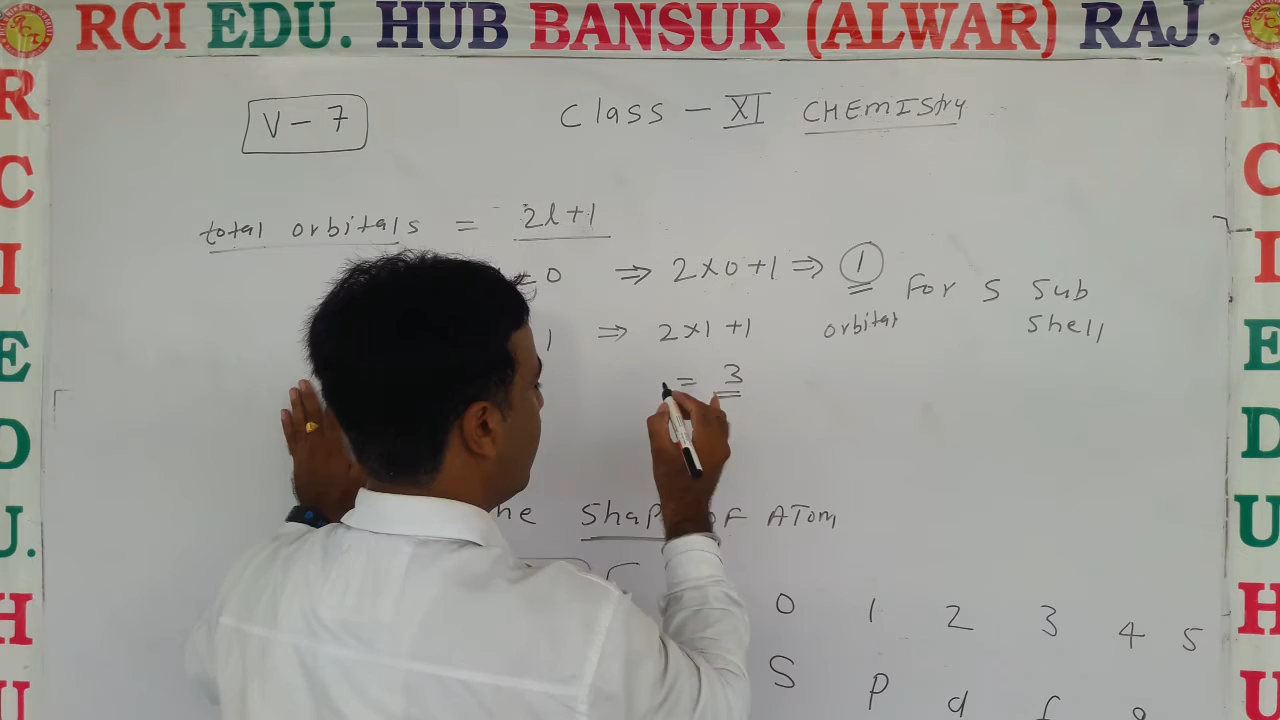 RCI EDU. HUB BANSUR (ALWAR) RAJ.
V - 7
Class - XI CHEMIStry
total orbitals = 2l+1
= 0 ⇒ 2×0+1 ⇒ 1 For S Sub
orbital Shell
1 ⇒ 2×1+1
= 3
he Shap OF ATom
0 1 2 3 4 5
S P d f
R
C
I
E
D
U
H
U
R
C
I
E
D
U.
H
U